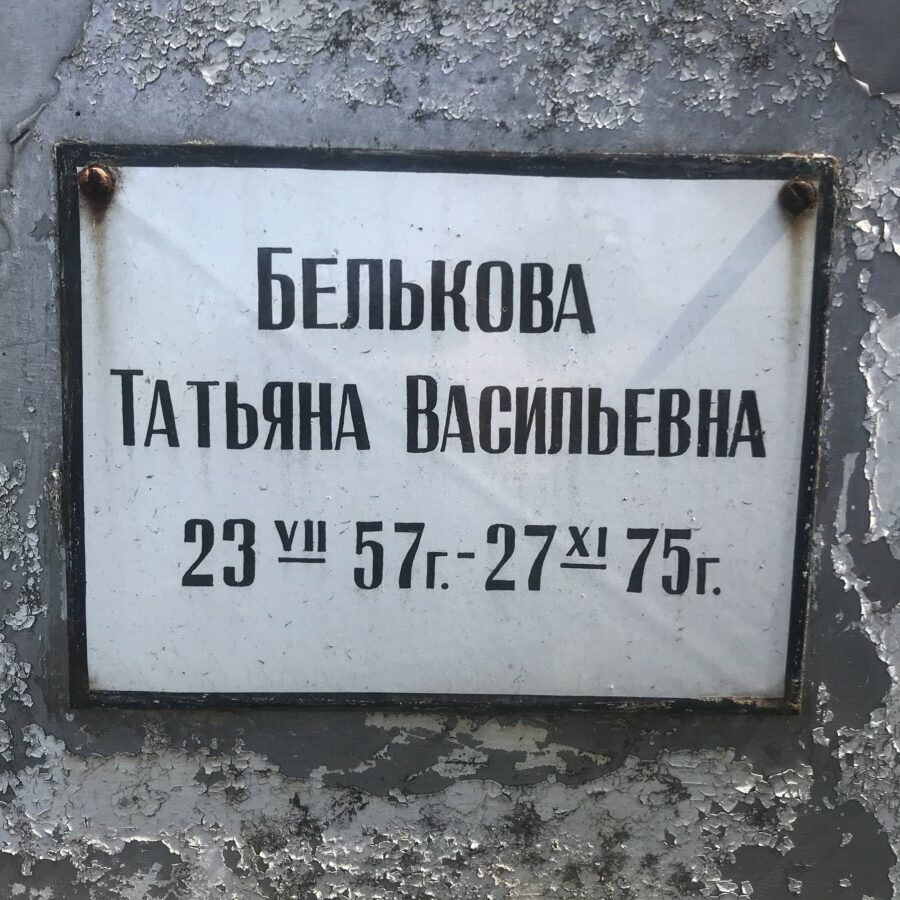 Белькова
Татьяна Васильевна
23 VII 57г.-27 XI 75г.